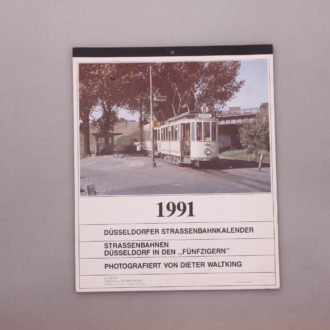 1991
DÜSSELDORFER STRASSENBAHNKALENDER
STRASSENBAHNEN
DÜSSELDORF IN DEN „FÜNFZIGERN"
PHOTOGRAFIERT VON DIETER WALTKING